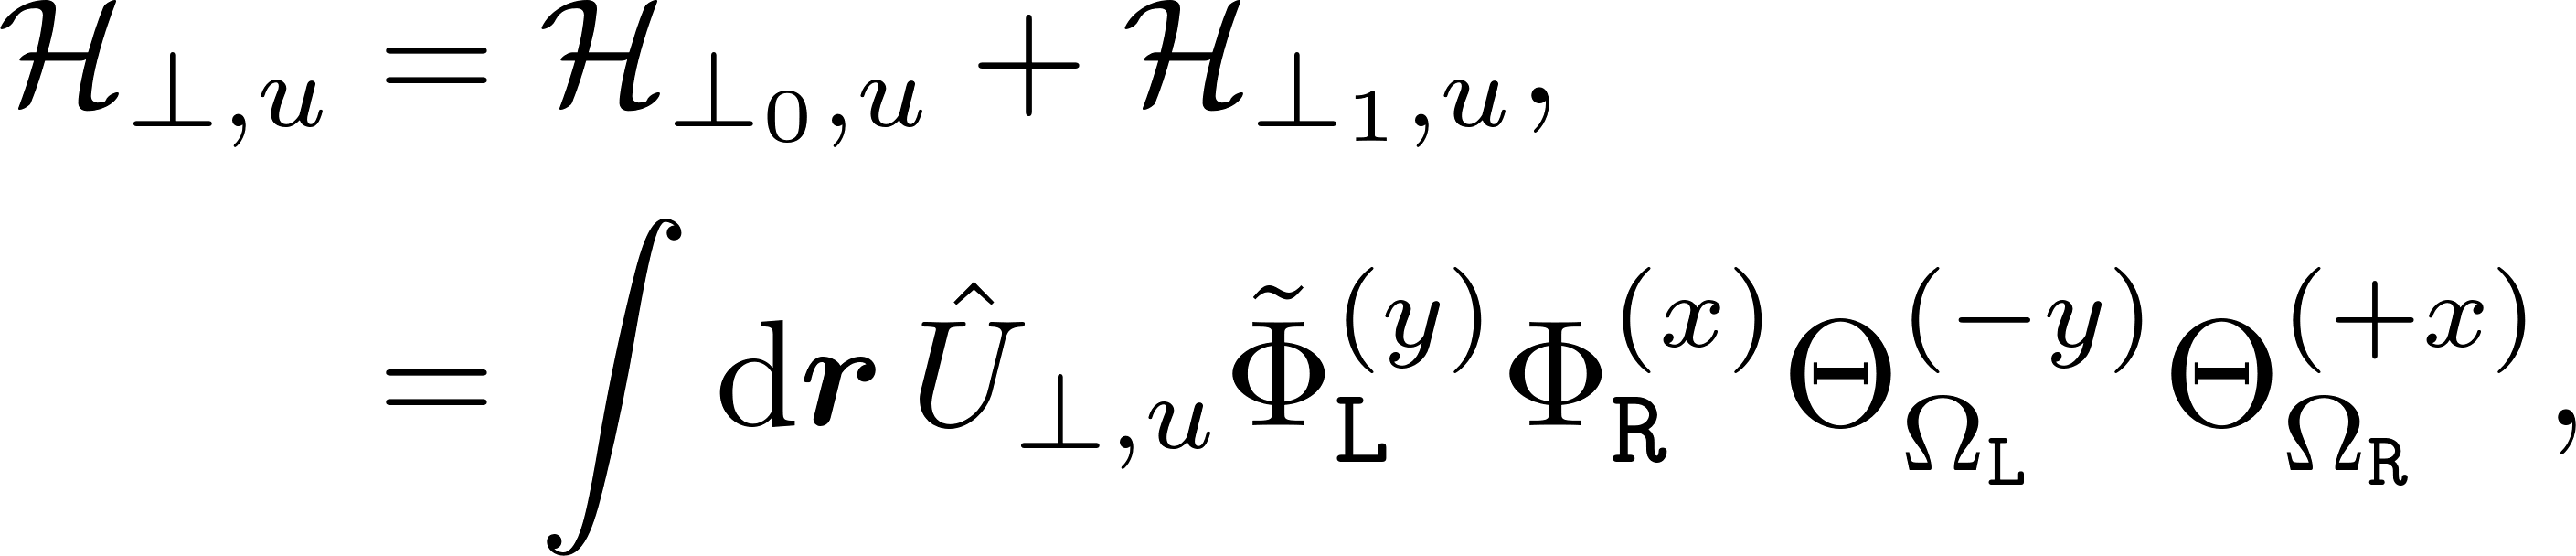 \mathcal{H}_{\perp,u} = \mathcal{H}_{\perp_0,u} + \mathcal{H}_{\perp_1,u},
= \int \mathrm{d}\boldsymbol{r}\, \hat{U}_{\perp,u} \tilde{\Phi}_{\mathtt{L}}^{(y)} \Phi_{\mathtt{R}}^{(x)} \Theta_{\Omega_{\mathtt{L}}}^{(-y)} \Theta_{\Omega_{\mathtt{R}}}^{(+x)},